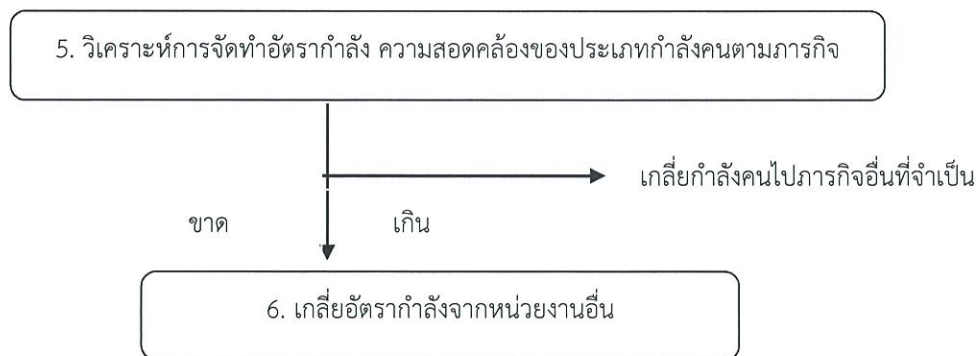 5. วิเคราะห์การจัดทำอัตรากำลัง ความสอดคล้องของประเภทกำลังคนตามภารกิจ
เกลี่ยกำลังคนไปภารกิจอื่นที่จำเป็น
ขาด เกิน
6. เกลี่ยอัตรากำลังจากหน่วยงานอื่น